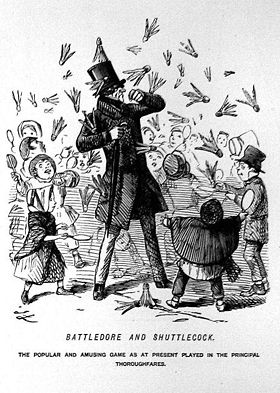 BATTLEDORE AND SHUTTLECOCK.
THE POPULAR AND AMUSING GAME AS AT PRESENT PLAYED IN THE PRINCIPAL
THOROUGHFARES.